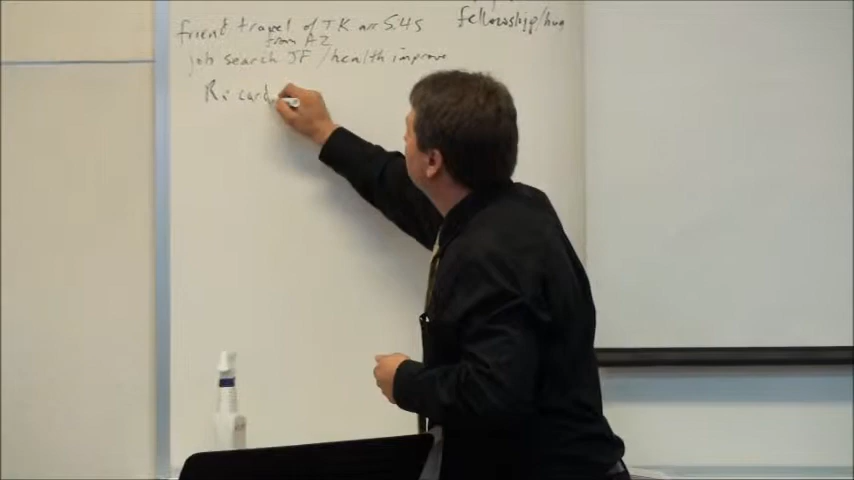 friend travel of TK arr 5:45
from AZ
fellowship/hug
job search JF / health improve
Ricard